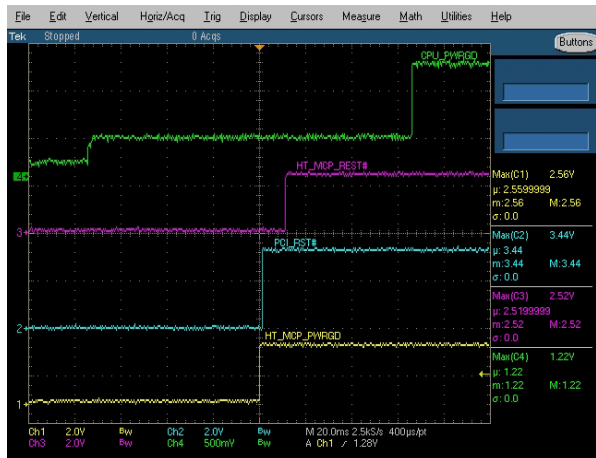 File Edit Vertical Horiz/Acq Trig Display Cursors Measure Math Utilities Help
Tek Stopped 0 Acqs Buttons
CPU_PWRGD
4
HT_MCP_REST#
3
PCI_RST#
2
HT_MCP_PWRGD
1
Max(C1) 2.56V
µ: 2.5599999
m: 2.56 M: 2.56
σ: 0.0
Max(C2) 3.44V
µ: 3.44
m: 3.44 M: 3.44
σ: 0.0
Max(C3) 2.52V
µ: 2.5199999
m: 2.52 M: 2.52
σ: 0.0
Max(C4) 1.22V
µ: 1.22
m: 1.22 M: 1.22
σ: 0.0
Ch1 2.0V Bw Ch2 2.0V Bw M 20.0ms 2.5kS/s 400µs/pt
Ch3 2.0V Bw Ch4 500mV Bw A Ch1 / 1.28V